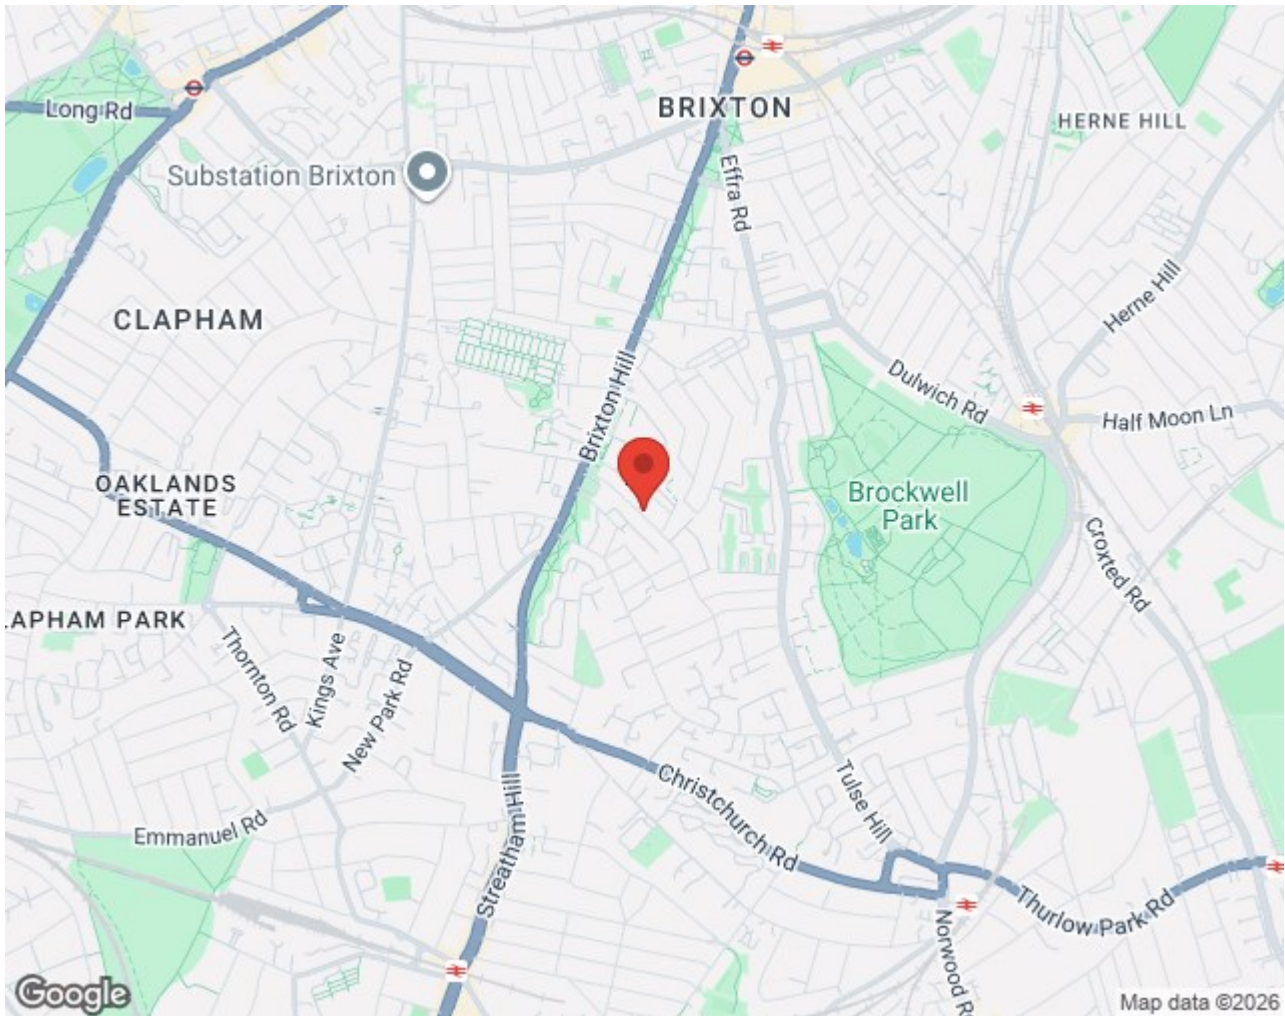 Long Rd
BRIXTON
HERNE HILL
Substation Brixton
Effra Rd
Herne Hill
CLAPHAM
Brixton Hill
Dulwich Rd
Half Moon Ln
OAKLANDS
ESTATE
Brockwell
Park
Croxted Rd
LAPHAM PARK
Thornton Rd
Kings Ave
New Park Rd
Christchurch Rd
Tulse Hill
Emmanuel Rd
Streatham Hill
Thurlow Park Rd
Norwood R
Google
Map data ©2026